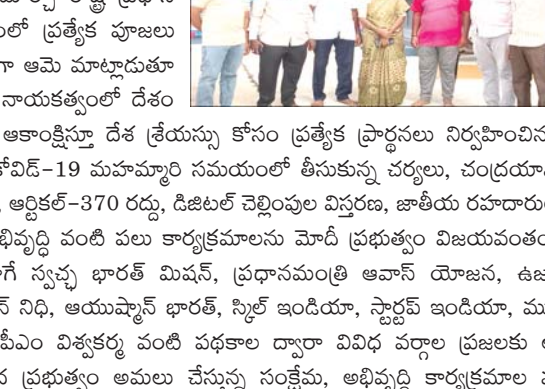 ప్రత్యేక పూజలు
ఆమె మాట్లాడుతూ
నాయకత్వంలో దేశం
ఆకాంక్షిస్తూ దేశ శ్రేయస్సు కోసం ప్రత్యేక ప్రార్థనలు నిర్వహించిన
కోవిడ్-19 మహమ్మారి సమయంలో తీసుకున్న చర్యలు, చంద్రయా
ఆర్టికల్-370 రద్దు, డిజిటల్ చెల్లింపుల విస్తరణ, జాతీయ రహదారు
భివృద్ధి వంటి పలు కార్యక్రమాలను మోదీ ప్రభుత్వం విజయవంతం
గే స్వచ్ఛ భారత్ మిషన్, ప్రధానమంత్రి ఆవాస్ యోజన, ఉజ
న్ నిధి, ఆయుష్మాన్ భారత్, స్కిల్ ఇండియా, స్టార్టప్ ఇండియా, ము
పీఎం విశ్వకర్మ వంటి పథకాల ద్వారా వివిధ వర్గాల ప్రజలకు
ప్రభుత్వం అమలు చేస్తున్న సంక్షేమ, అభివృద్ధి కార్యక్రమాల